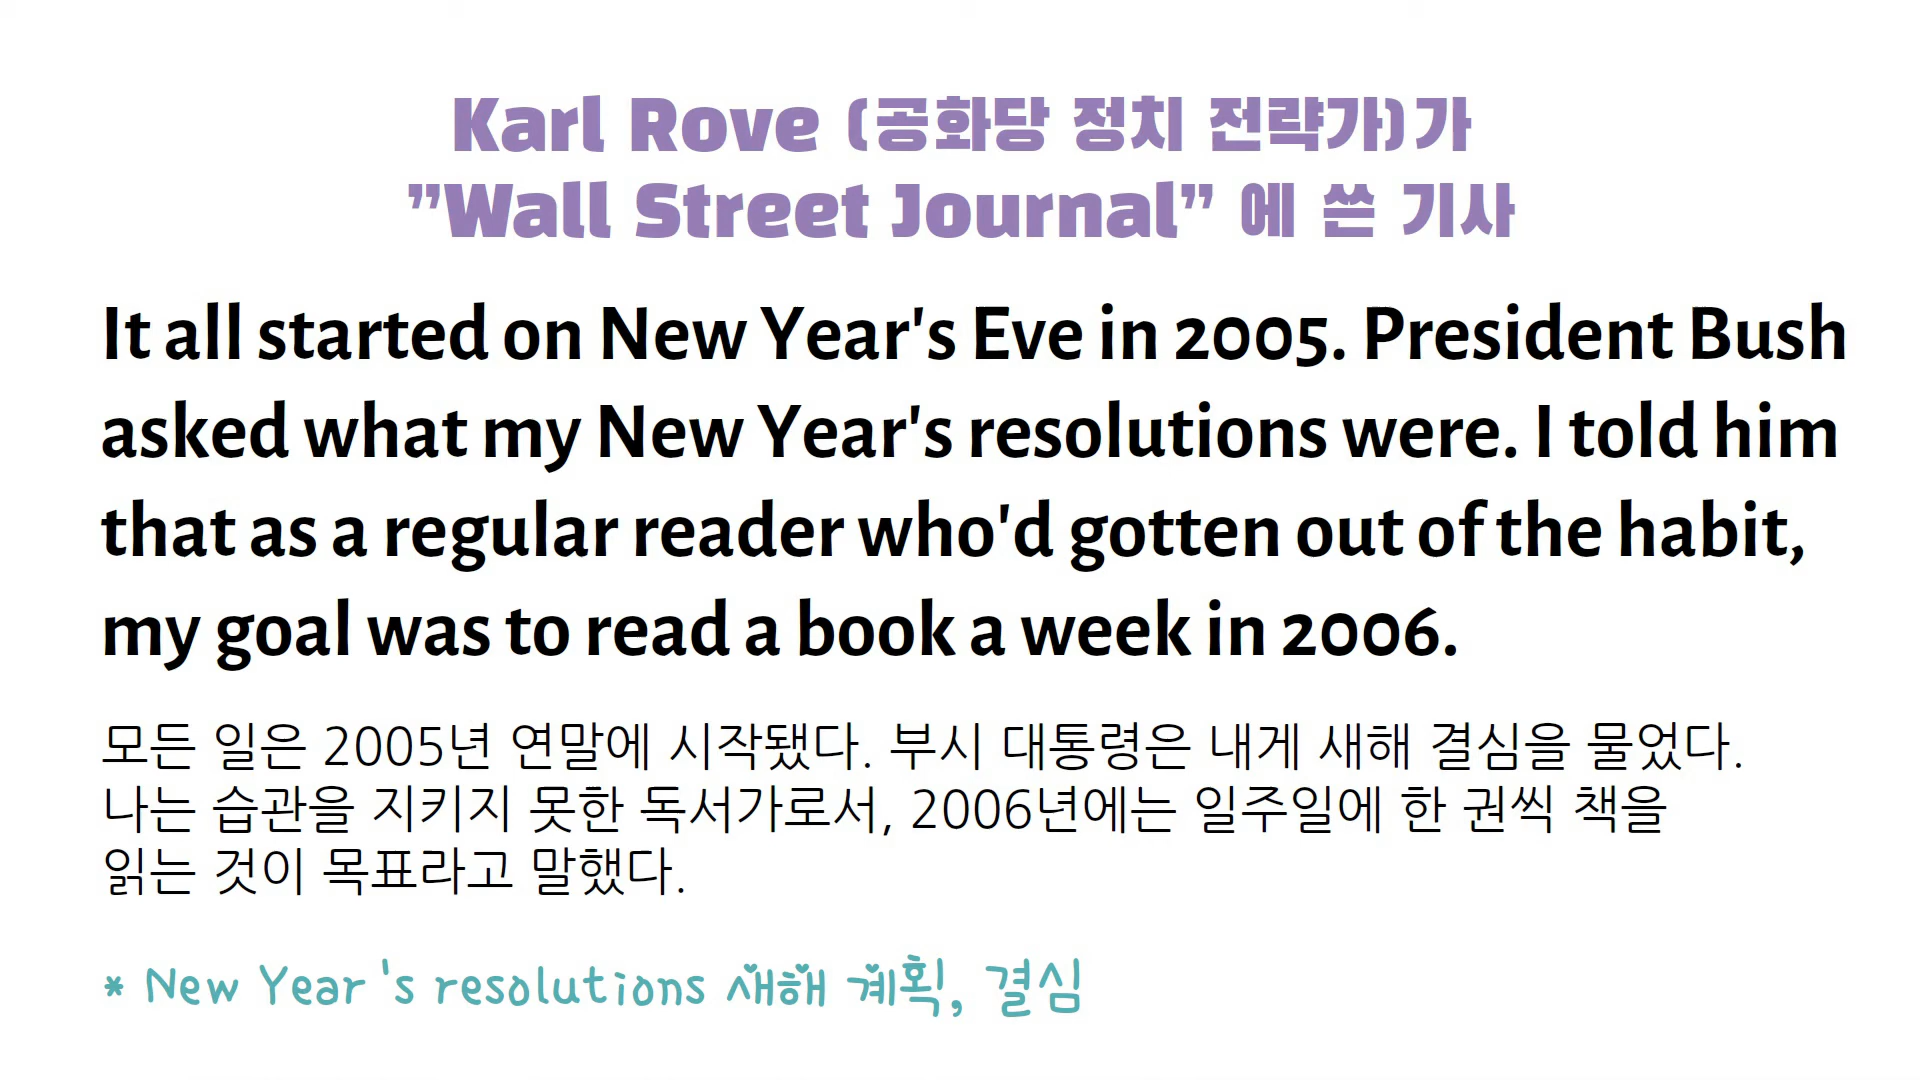 Karl Rove (공화당 정치 전략가)가
”Wall Street Journal” 에 쓴 기사
It all started on New Year's Eve in 2005. President Bush
asked what my New Year's resolutions were. I told him
that as a regular reader who'd gotten out of the habit,
my goal was to read a book a week in 2006.
모든 일은 2005년 연말에 시작됐다. 부시 대통령은 내게 새해 결심을 물었다.
나는 습관을 지키지 못한 독서가로서, 2006년에는 일주일에 한 권씩 책을
읽는 것이 목표라고 말했다.
* New Year's resolutions 새해 계획, 결심